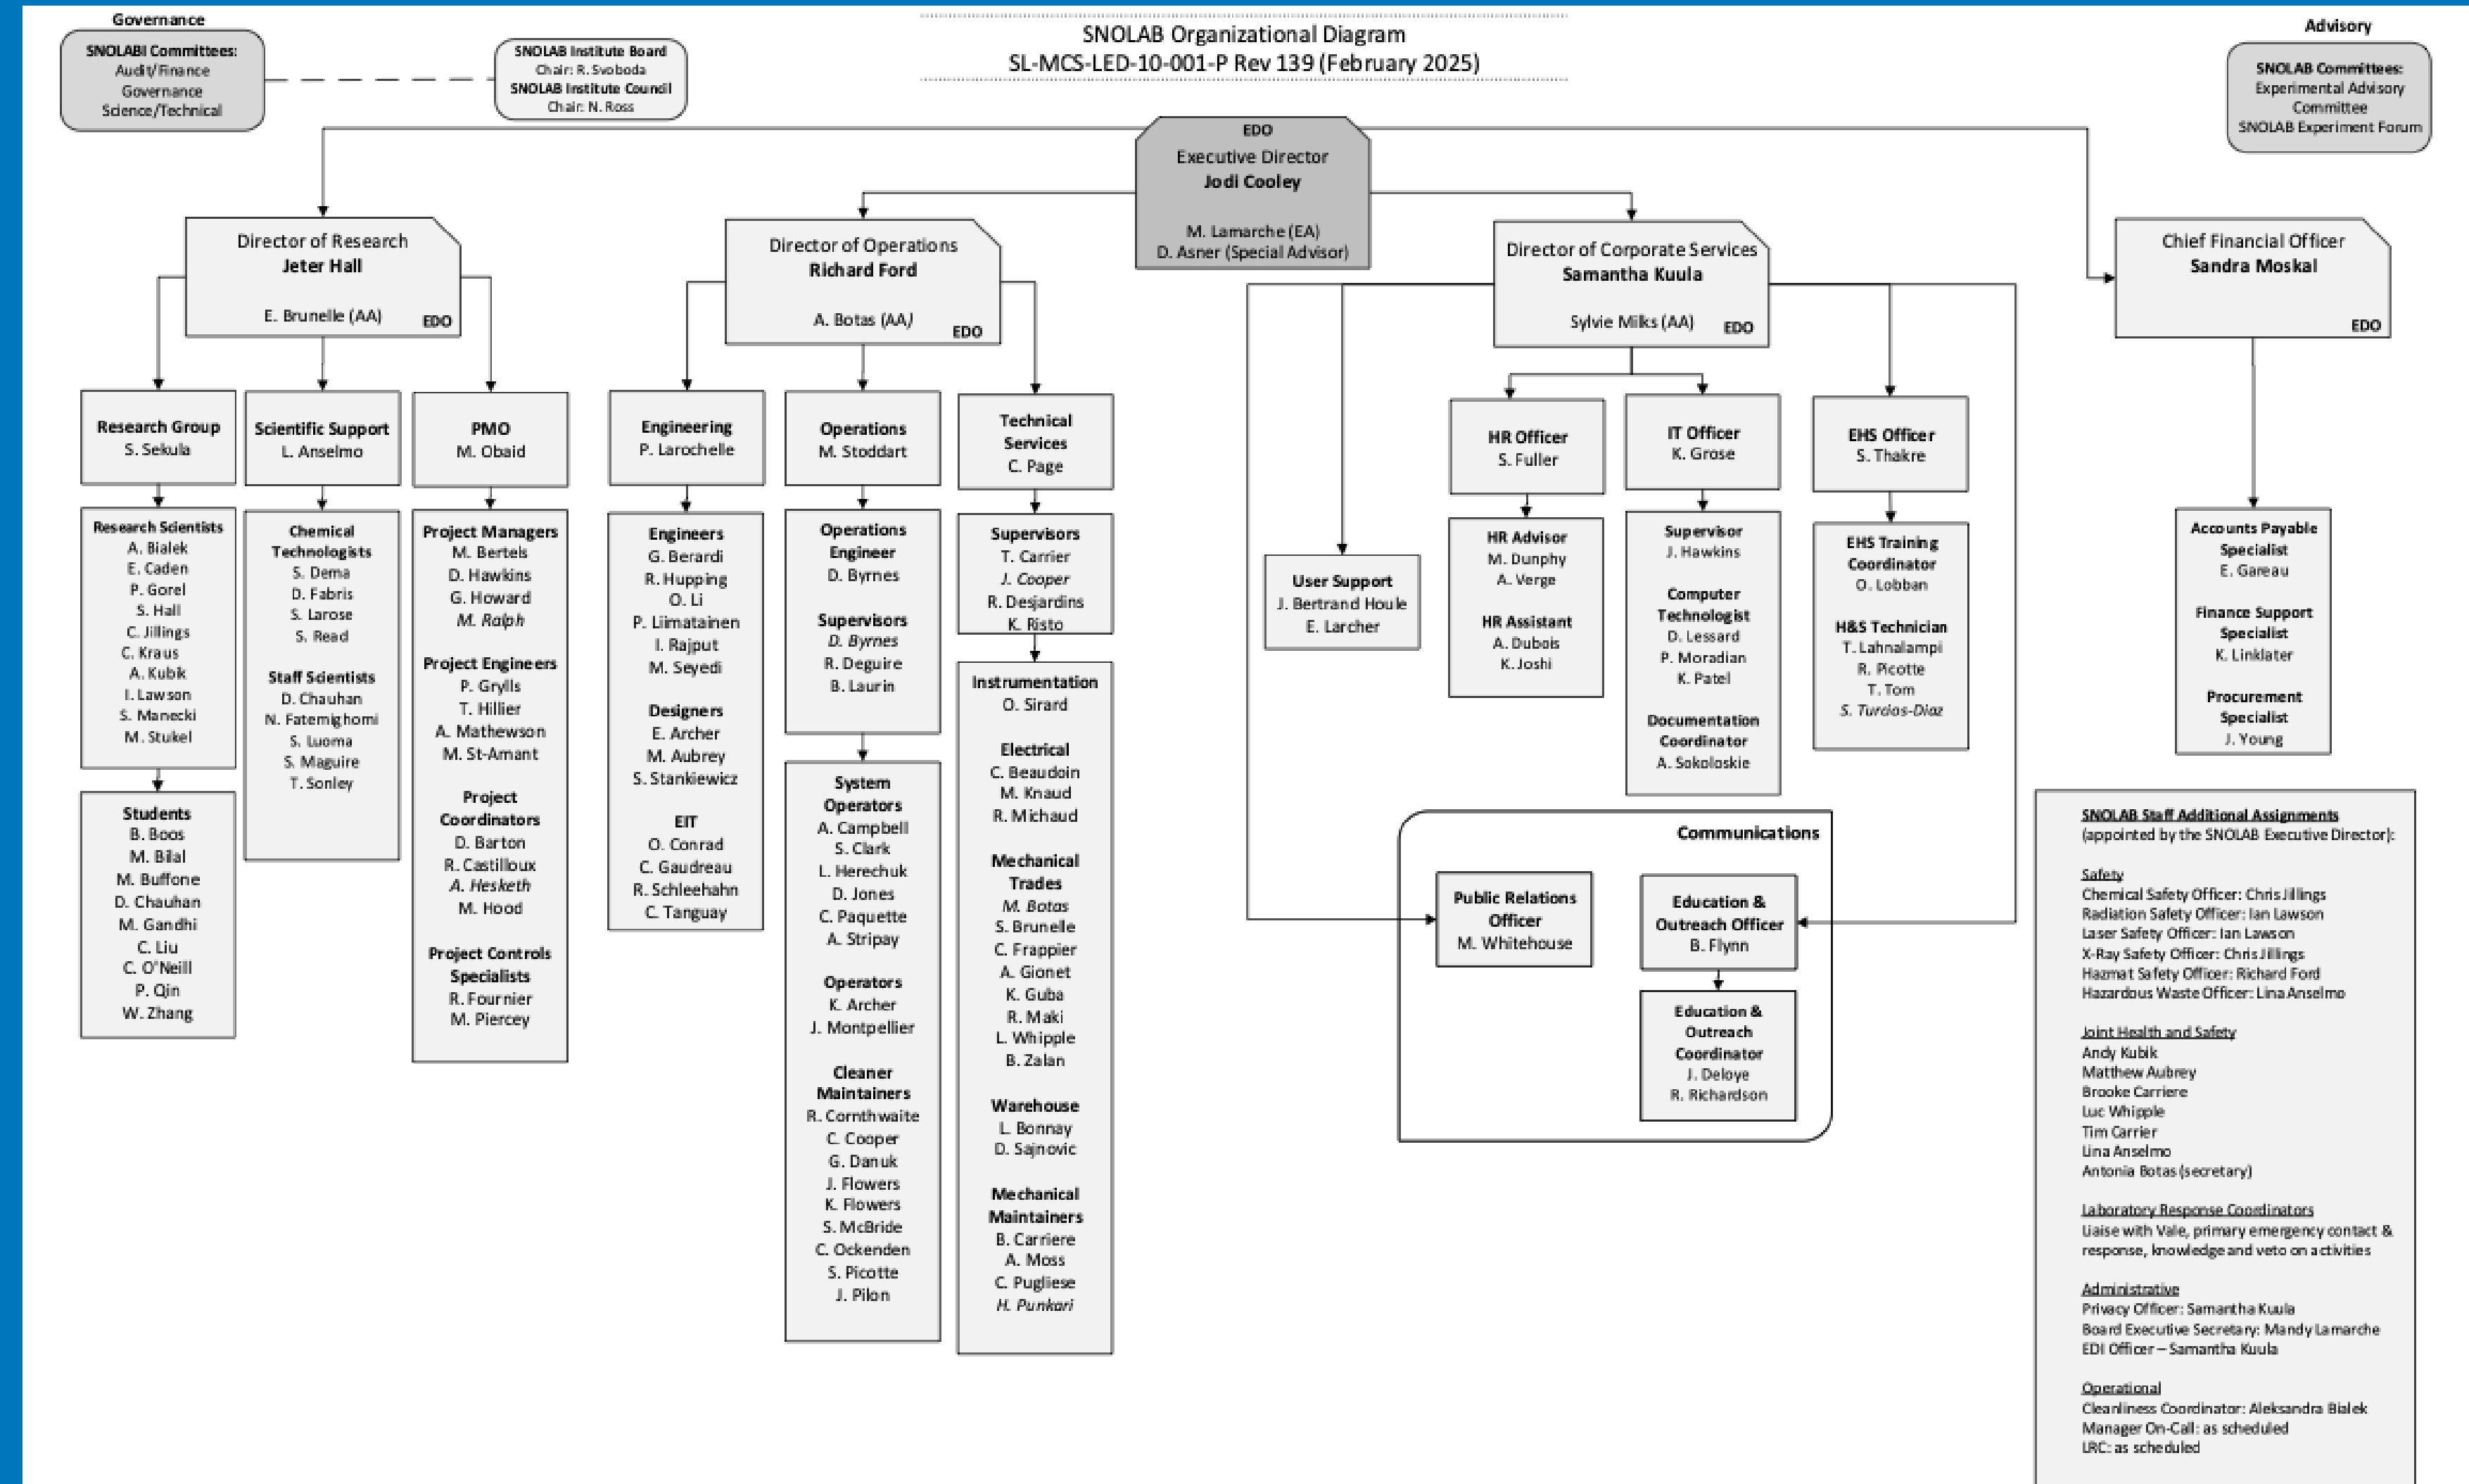 Governance
SNOLABI Committees:
Audit/Finance
Governance
Science/Technical
SNOLAB Institute Board
Chair: R. Svoboda
SNOLAB Institute Council
Chair: N. Ross
SNOLAB Organizational Diagram
SL-MCS-LED-10-001-P Rev 139 (February 2025)
Advisory
SNOLAB Committees:
Experimental Advisory
Committee
SNOLAB Experiment Forum
EDO
Executive Director
Jodi Cooley
M. Lamarche (EA)
D. Asner (Special Advisor)
Director of Research
Jeter Hall
E. Brunelle (AA)
EDO
Director of Operations
Richard Ford
A. Botas (AA)
EDO
Director of Corporate Services
Samantha Kuula
Sylvie Milks (AA)
EDO
Chief Financial Officer
Sandra Moskal
EDO
Research Group
S. Sekula
Research Scientists
A. Bialek
E. Caden
P. Gorel
S. Hall
C. Jillings
C. Kraus
A. Kubik
I. Lawson
S. Manecki
M. Stukel
Students
B. Boos
M. Bilal
M. Buffone
D. Chauhan
M. Gandhi
C. Liu
C. O'Neill
P. Qin
W. Zhang
Scientific Support
L. Anselmo
Chemical
Technologists
S. Dema
D. Fabris
S. Larose
S. Read
Staff Scientists
D. Chauhan
N. Fatemighomi
S. Luoma
S. Maguire
T. Sonley
PMO
M. Obaid
Project Managers
M. Bertels
D. Hawkins
G. Howard
M. Ralph
Project Engineers
P. Grylls
T. Hillier
A. Mathewson
M. St-Amant
Project
Coordinators
D. Barton
R. Castilloux
A. Hesketh
M. Hood
Project Controls
Specialists
R. Fournier
M. Piercey
Engineering
P. Larochelle
Engineers
G. Berardi
R. Hupping
O. Li
P. Liimatainen
I. Rajput
M. Seyedi
Designers
E. Archer
M. Aubrey
S. Stankiewicz
EIT
O. Conrad
C. Gaudreau
R. Schleehahn
C. Tanguay
Operations
M. Stoddart
Operations
Engineer
D. Byrnes
Supervisors
D. Byrnes
R. Deguire
B. Laurin
System
Operators
A. Campbell
S. Clark
L. Herechuk
D. Jones
C. Paquette
A. Stripay
Operators
K. Archer
J. Montpellier
Cleaner
Maintainers
R. Cornthwaite
C. Cooper
G. Danuk
J. Flowers
K. Flowers
S. McBride
C. Ockenden
S. Picotte
J. Pilon
Technical
Services
C. Page
Supervisors
T. Carrier
J. Cooper
R. Desjardins
K. Risto
Instrumentation
O. Sirard
Electrical
C. Beaudoin
M. Knaud
R. Michaud
Mechanical
Trades
M. Botas
S. Brunelle
C. Frappier
A. Gionet
K. Guba
R. Maki
L. Whipple
B. Zalan
Warehouse
L. Bonnay
D. Sajnovic
Mechanical
Maintainers
B. Carriere
A. Moss
C. Pugliese
H. Punkari
User Support
J. Bertrand Houle
E. Larcher
HR Officer
S. Fuller
HR Advisor
M. Dunphy
A. Verge
HR Assistant
A. Dubois
K. Joshi
IT Officer
K. Grose
Supervisor
J. Hawkins
Computer
Technologist
D. Lessard
P. Moradian
K. Patel
Documentation
Coordinator
A. Sokoloskie
EHS Officer
S. Thakre
EHS Training
Coordinator
O. Lobban
H&S Technician
T. Lahnalampi
R. Picotte
T. Tom
S. Turcios-Diaz
Communications
Public Relations
Officer
M. Whitehouse
Education &
Outreach Officer
B. Flynn
Education &
Outreach
Coordinator
J. Deloye
R. Richardson
Accounts Payable
Specialist
E. Gareau
Finance Support
Specialist
K. Linklater
Procurement
Specialist
J. Young
SNOLAB Staff Additional Assignments
(appointed by the SNOLAB Executive Director):
Safety
Chemical Safety Officer: Chris Jillings
Radiation Safety Officer: Ian Lawson
Laser Safety Officer: Ian Lawson
X-Ray Safety Officer: Chris Jillings
Hazmat Safety Officer: Richard Ford
Hazardous Waste Officer: Lina Anselmo
Joint Health and Safety
Andy Kubik
Matthew Aubrey
Brooke Carriere
Luc Whipple
Tim Carrier
Lina Anselmo
Antonia Botas (secretary)
Laboratory Response Coordinators
Liaise with Vale, primary emergency contact &
response, knowledge and veto on activities
Administrative
Privacy Officer: Samantha Kuula
Board Executive Secretary: Mandy Lamarche
EDI Officer – Samantha Kuula
Operational
Cleanliness Coordinator: Aleksandra Bialek
Manager On-Call: as scheduled
LRC: as scheduled